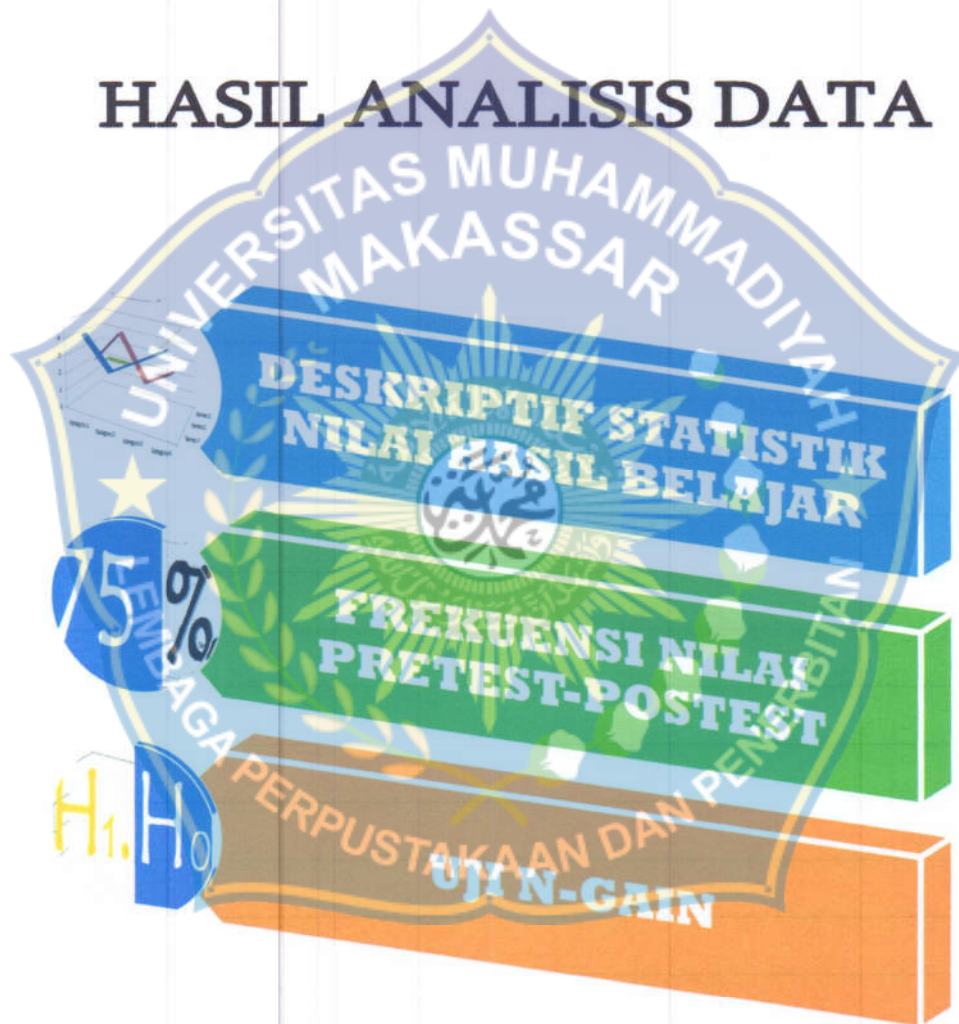 HASIL ANALISIS DATA
UNIVERSITAS MUHAMMADIYAH
MAKASSAR
DESKRIPTIF STATISTIK
NILAI HASIL BELAJAR
75 %
FREKUENSI NILAI
PRETEST-POSTEST
H1.H0
UJI N-GAIN
LEMBAGA PERPUSTAKAAN DAN PENERBITAN